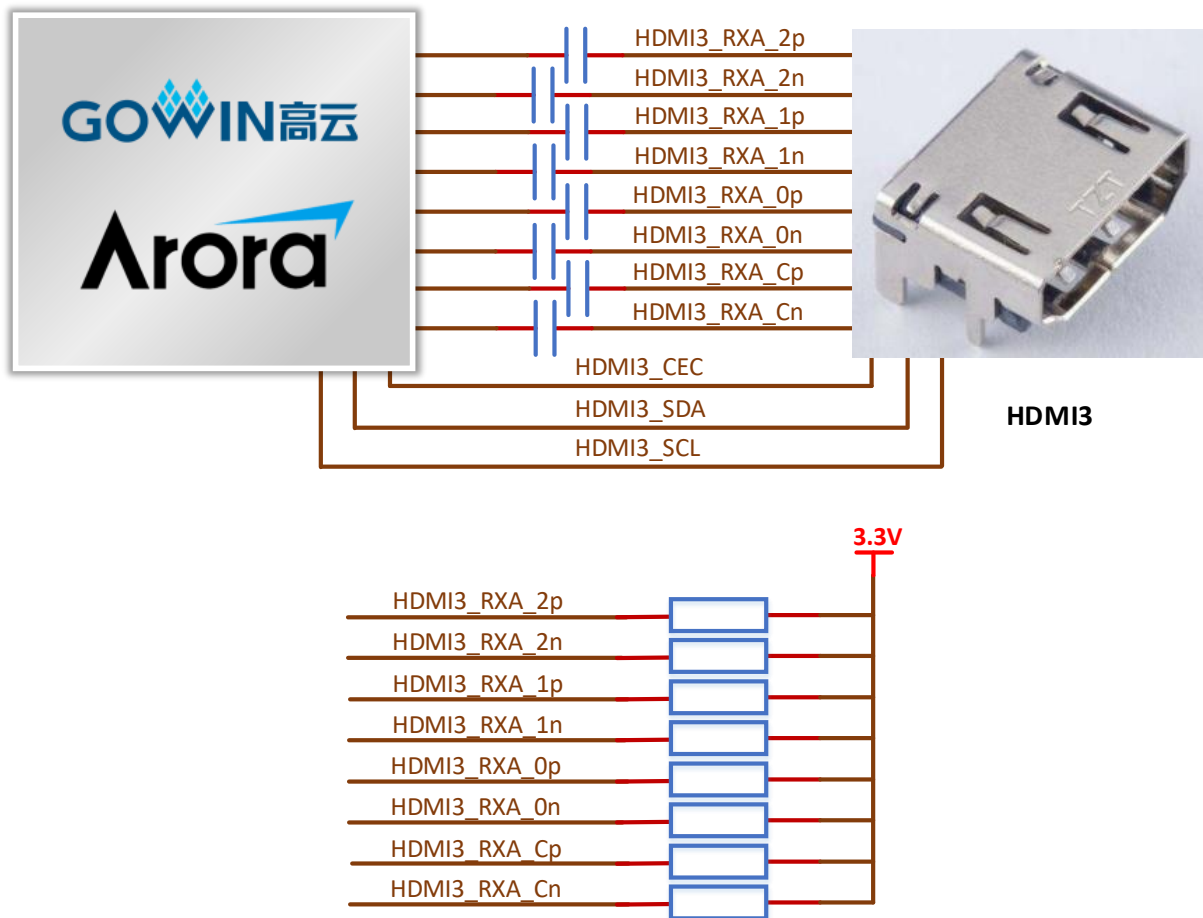 GOWIN高云
Arora
HDMI3_RXA_2p
HDMI3_RXA_2n
HDMI3_RXA_1p
HDMI3_RXA_1n
HDMI3_RXA_0p
HDMI3_RXA_0n
HDMI3_RXA_Cp
HDMI3_RXA_Cn
TZT
HDMI3_CEC
HDMI3_SDA
HDMI3_SCL
HDMI3
3.3V
HDMI3_RXA_2p
HDMI3_RXA_2n
HDMI3_RXA_1p
HDMI3_RXA_1n
HDMI3_RXA_0p
HDMI3_RXA_0n
HDMI3_RXA_Cp
HDMI3_RXA_Cn